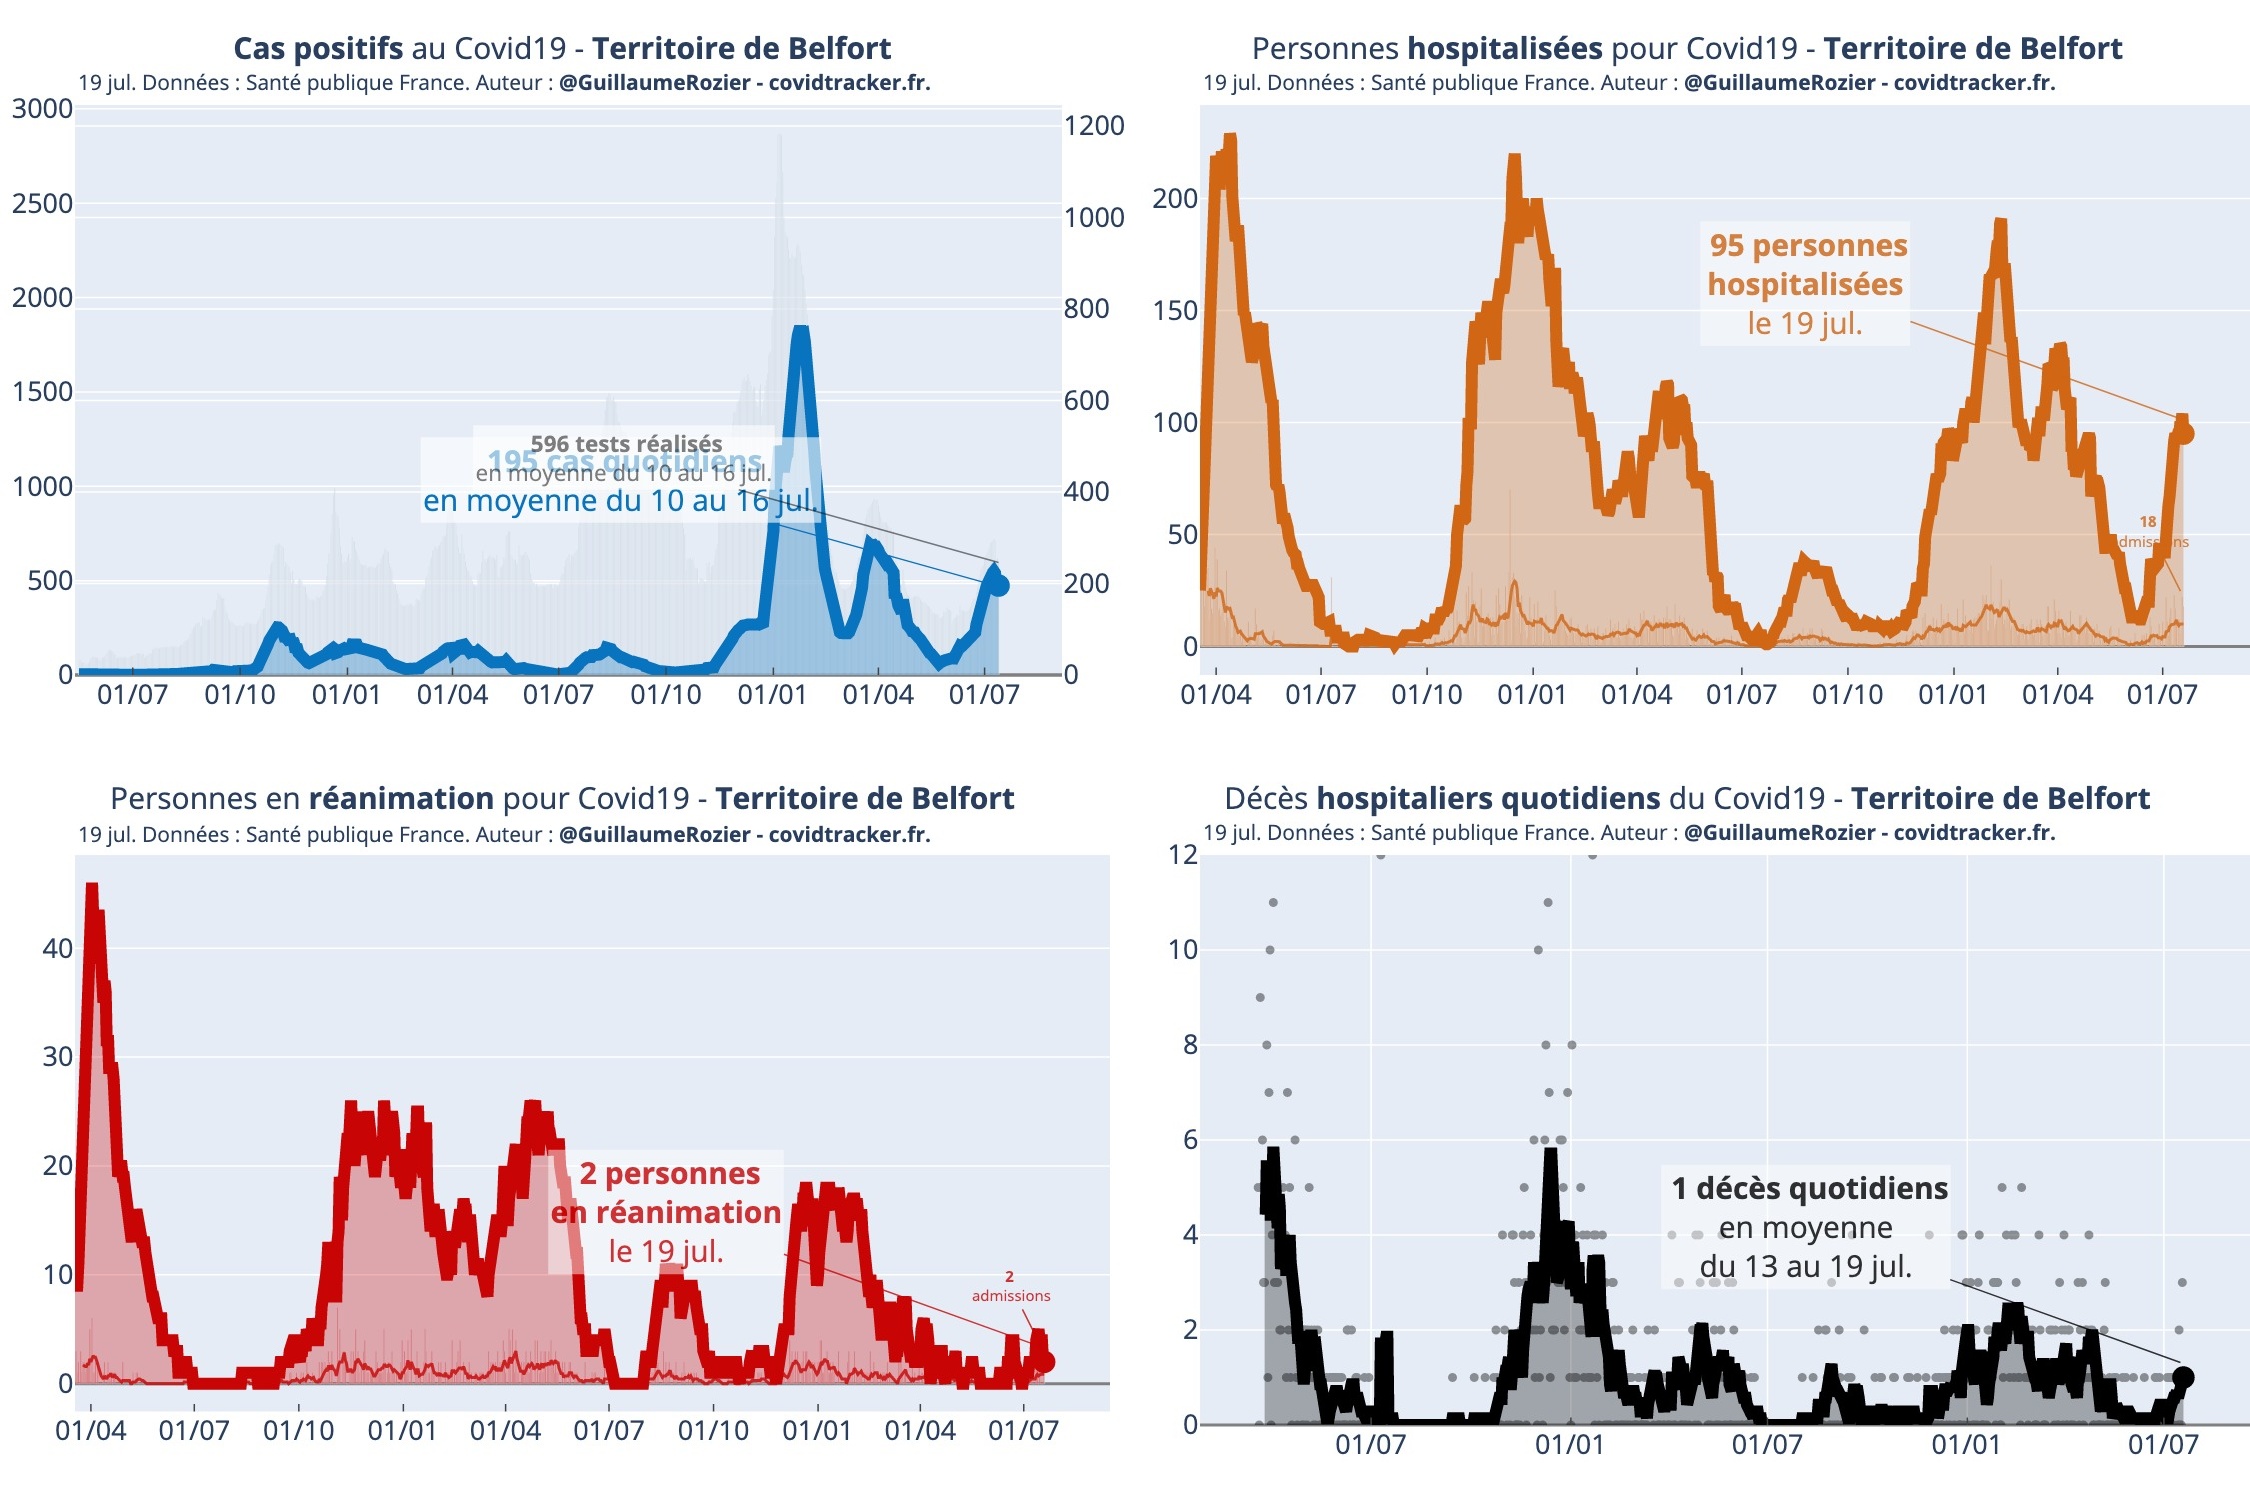 Cas positifs au Covid19 - Territoire de Belfort
19 jul. Données : Santé publique France. Auteur : @GuillaumeRozier - covidtracker.fr.
3000
2500
2000
1500
1000
500
0
1200
1000
800
600
400
200
0
596 tests réalisés
195 cas quotidiens
en moyenne du 10 au 16 jul.
en moyenne du 10 au 16 jul.
01/07 01/10 01/01 01/04 01/07 01/10 01/01 01/04 01/07
Personnes hospitalisées pour Covid19 - Territoire de Belfort
19 jul. Données : Santé publique France. Auteur : @GuillaumeRozier - covidtracker.fr.
200
150
100
50
0
95 personnes
hospitalisées
le 19 jul.
18
admissions
01/04 01/07 01/10 01/01 01/04 01/07 01/10 01/01 01/04 01/07
Personnes en réanimation pour Covid19 - Territoire de Belfort
19 jul. Données : Santé publique France. Auteur : @GuillaumeRozier - covidtracker.fr.
40
30
20
10
0
2 personnes
en réanimation
le 19 jul.
2
admissions
01/04 01/07 01/10 01/01 01/04 01/07 01/10 01/01 01/04 01/07
Décès hospitaliers quotidiens du Covid19 - Territoire de Belfort
19 jul. Données : Santé publique France. Auteur : @GuillaumeRozier - covidtracker.fr.
12
10
8
6
4
2
0
1 décès quotidiens
en moyenne
du 13 au 19 jul.
01/07 01/01 01/07 01/01 01/07